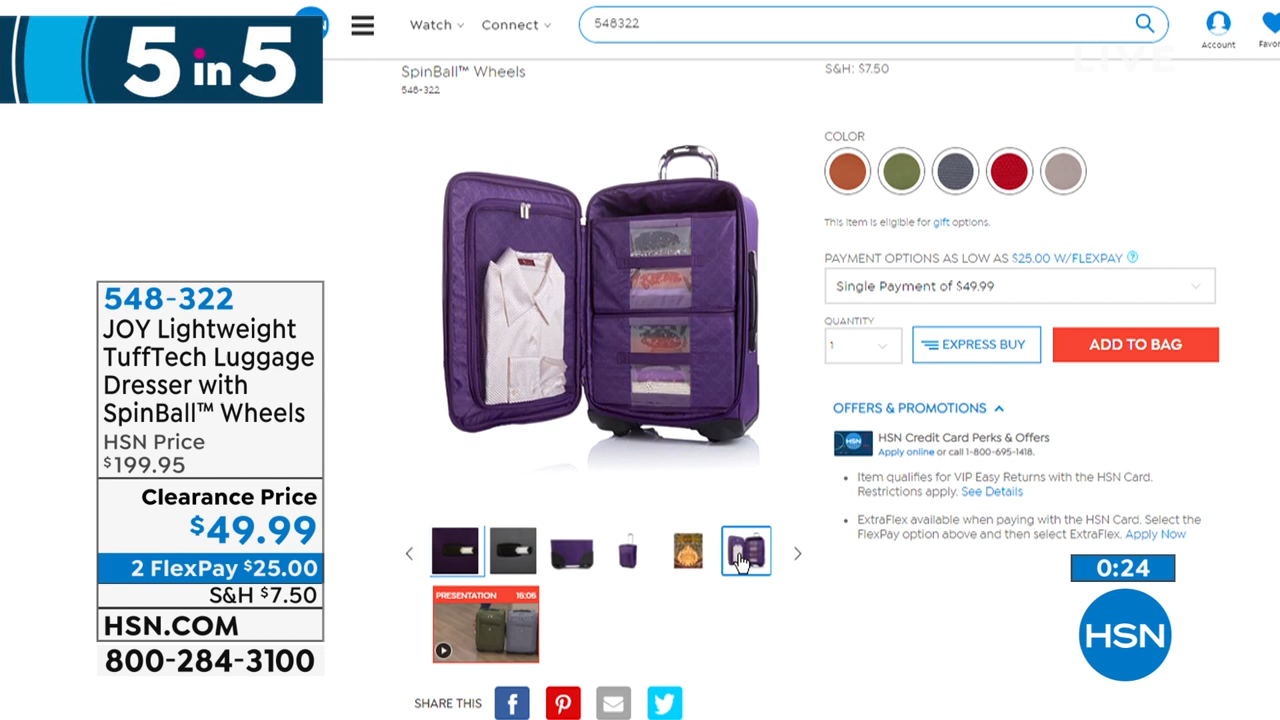 5 in 5
Watch
Connect
548322
Account
LIVE
SpinBall™ Wheels
548-322
S&H: $7.50
COLOR
This item is eligible for gift options.
PAYMENT OPTIONS AS LOW AS $25.00 W/FLEXPAY ?
Single Payment of $49.99
QUANTITY
1
EXPRESS BUY
ADD TO BAG
OFFERS & PROMOTIONS
HSN
HSN Credit Card Perks & Offers
Apply online or call 1-800-695-1418.
• Item qualifies for VIP Easy Returns with the HSN Card.
Restrictions apply. See Details
• ExtraFlex available when paying with the HSN Card. Select the
FlexPay option above and then select ExtraFlex. Apply Now
548-322
JOY Lightweight
TuffTech Luggage
Dresser with
SpinBall™ Wheels
HSN Price
$199.95
Clearance Price
$49.99
2 FlexPay $25.00
S&H $7.50
HSN.COM
800-284-3100
PRESENTATION 15:05
SHARE THIS
0:24
HSN